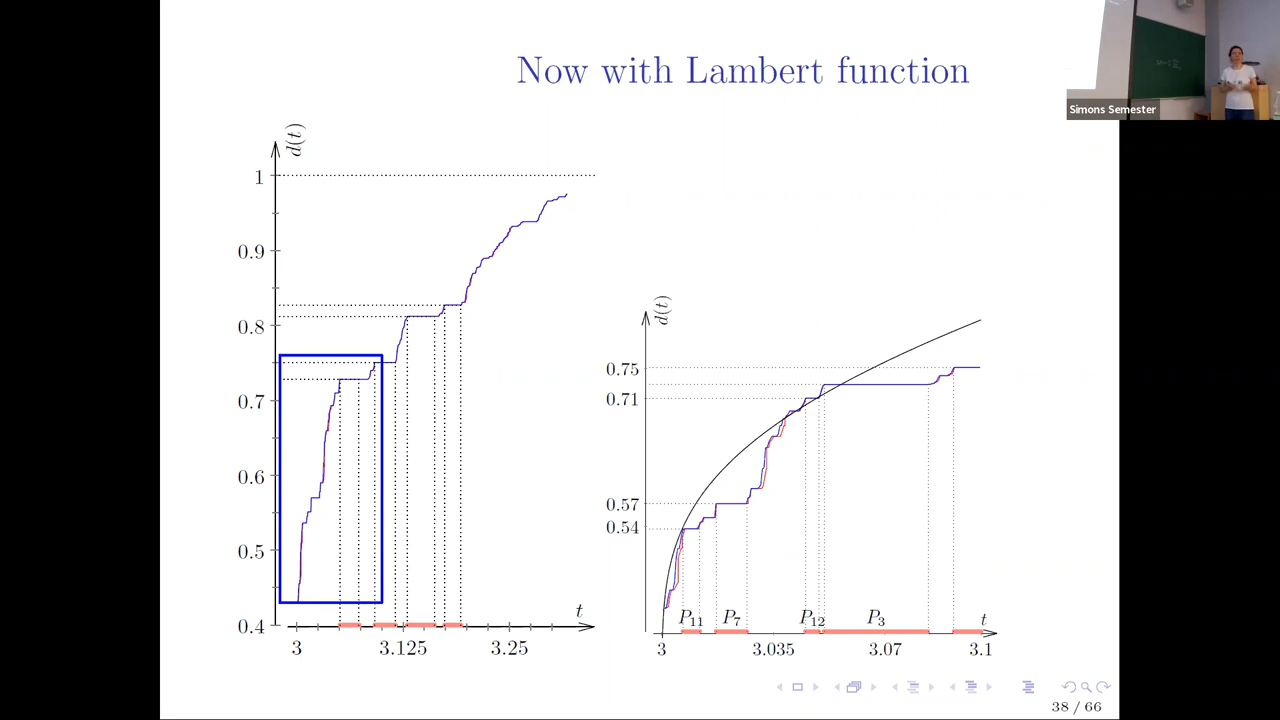 Now with Lambert function
Simons Semester
d(t)
1
0.9
0.8
0.7
0.6
0.5
0.4
3
3.125
3.25
t
d(t)
0.75
0.71
0.57
0.54
P11
P7
P12
P3
t
3
3.035
3.07
3.1
38 / 66